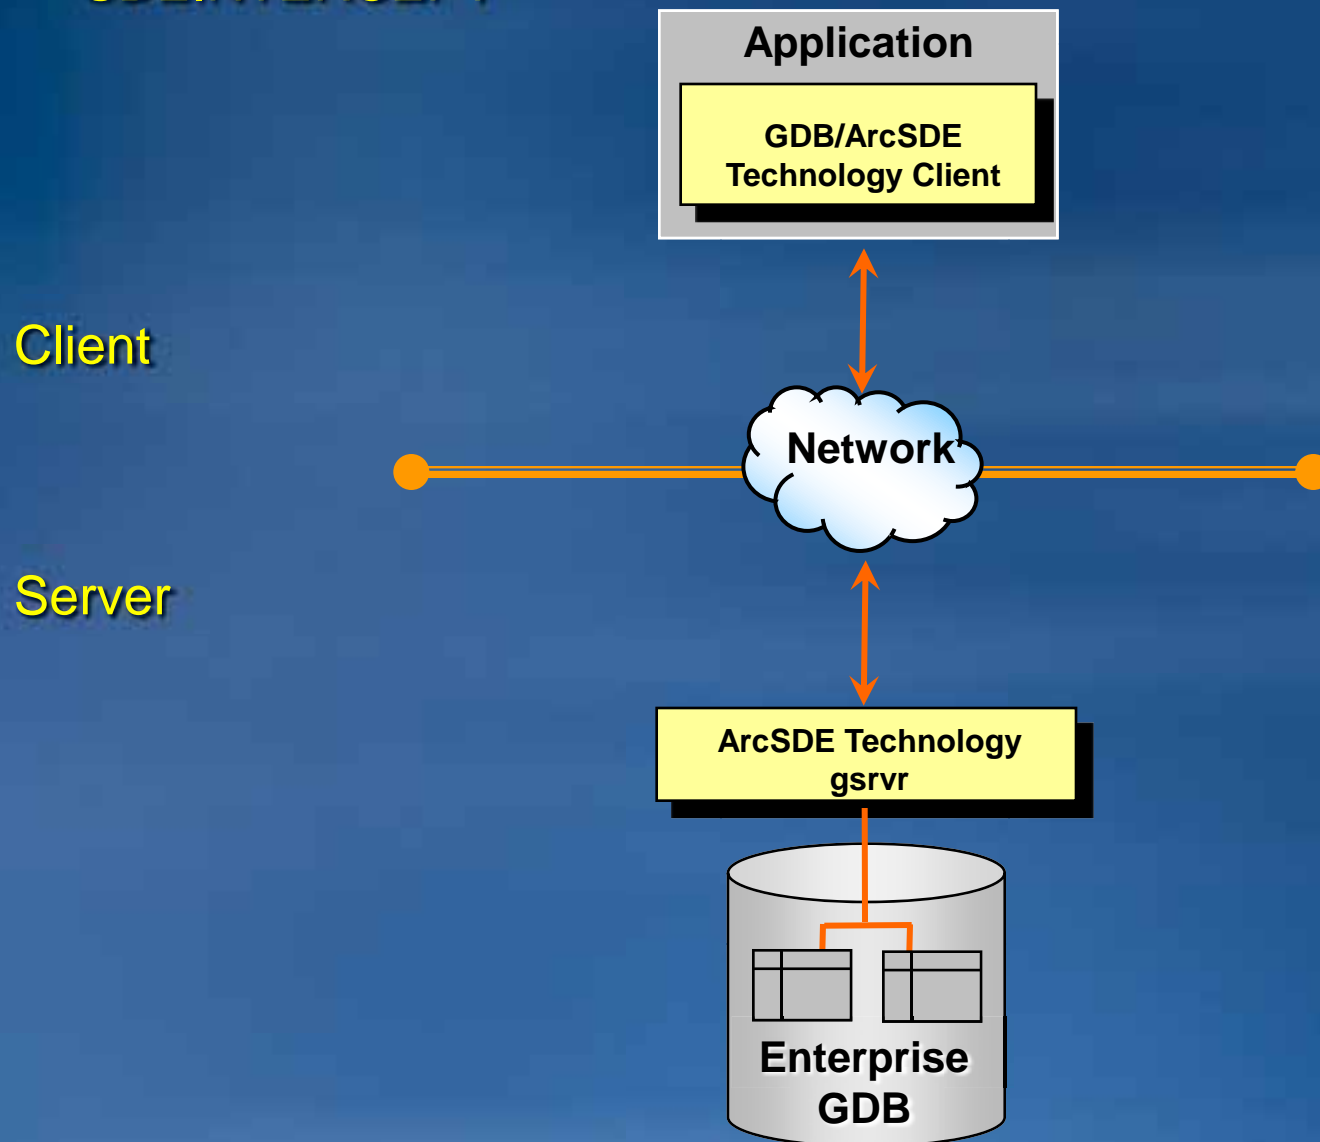 Application
GDB/ArcSDE
Technology Client
Client
Network
Server
ArcSDE Technology
gsrvr
Enterprise
GDB